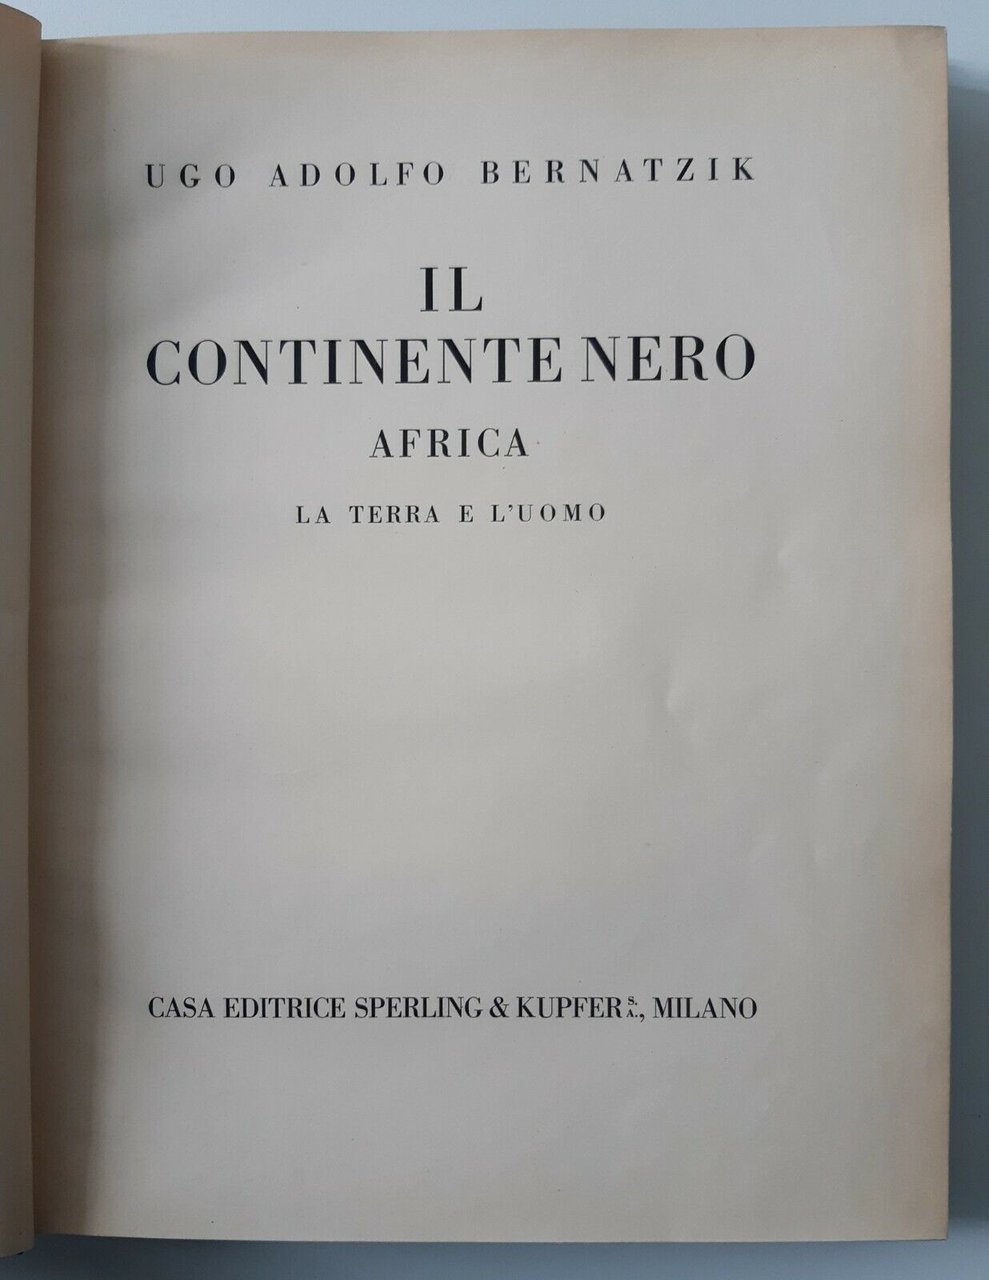 UGO ADOLFO BERNATZIK
IL
CONTINENTE NERO
AFRICA
LA TERRA E L'UOMO
CASA EDITRICE SPERLING & KUPFER S. A., MILANO